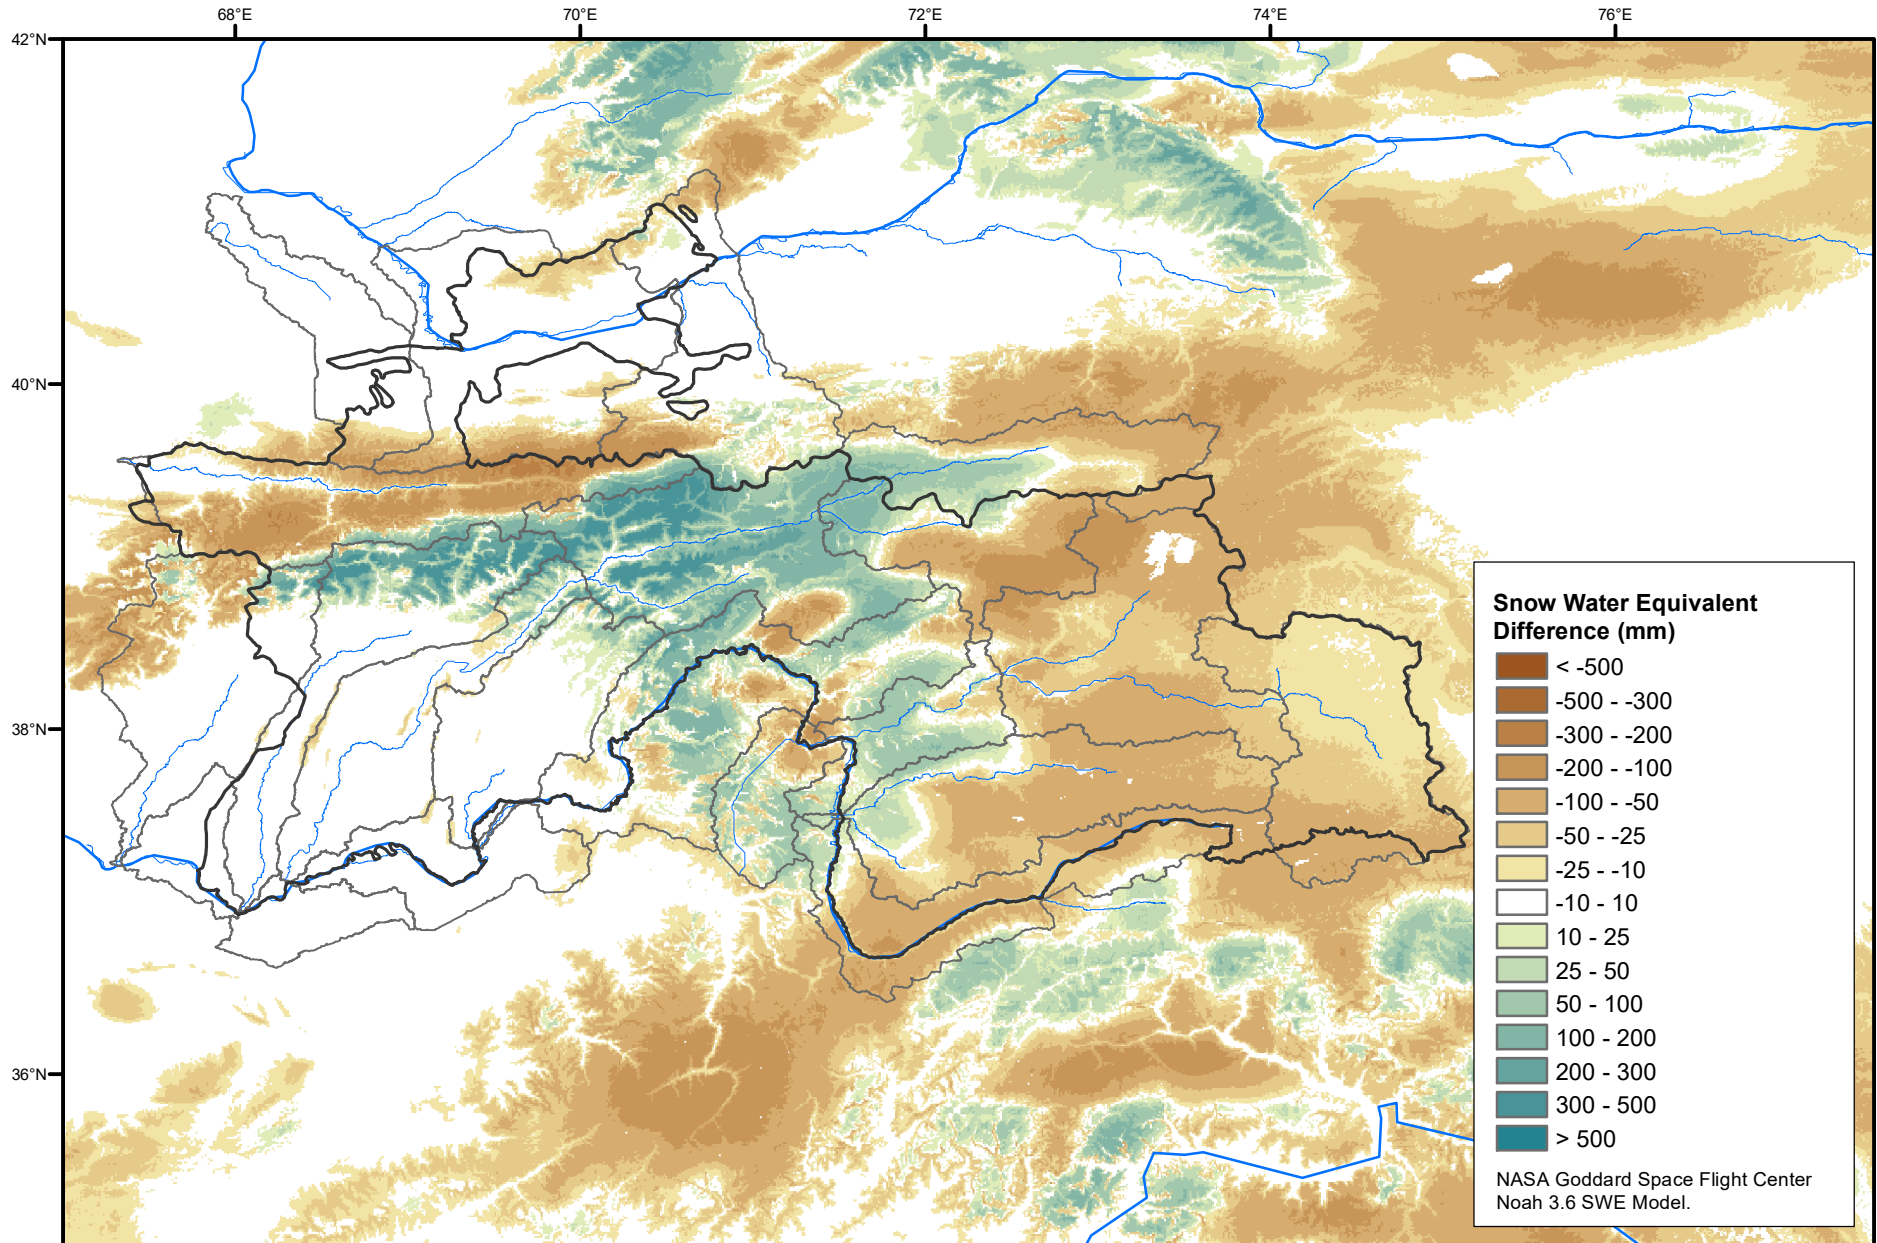 68°E
70°E
72°E
74°E
76°E
42°N
40°N
38°N
36°N
Snow Water Equivalent
Difference (mm)
< -500
-500 - -300
-300 - -200
-200 - -100
-100 - -50
-50 - -25
-25 - -10
-10 - 10
10 - 25
25 - 50
50 - 100
100 - 200
200 - 300
300 - 500
> 500
NASA Goddard Space Flight Center
Noah 3.6 SWE Model.